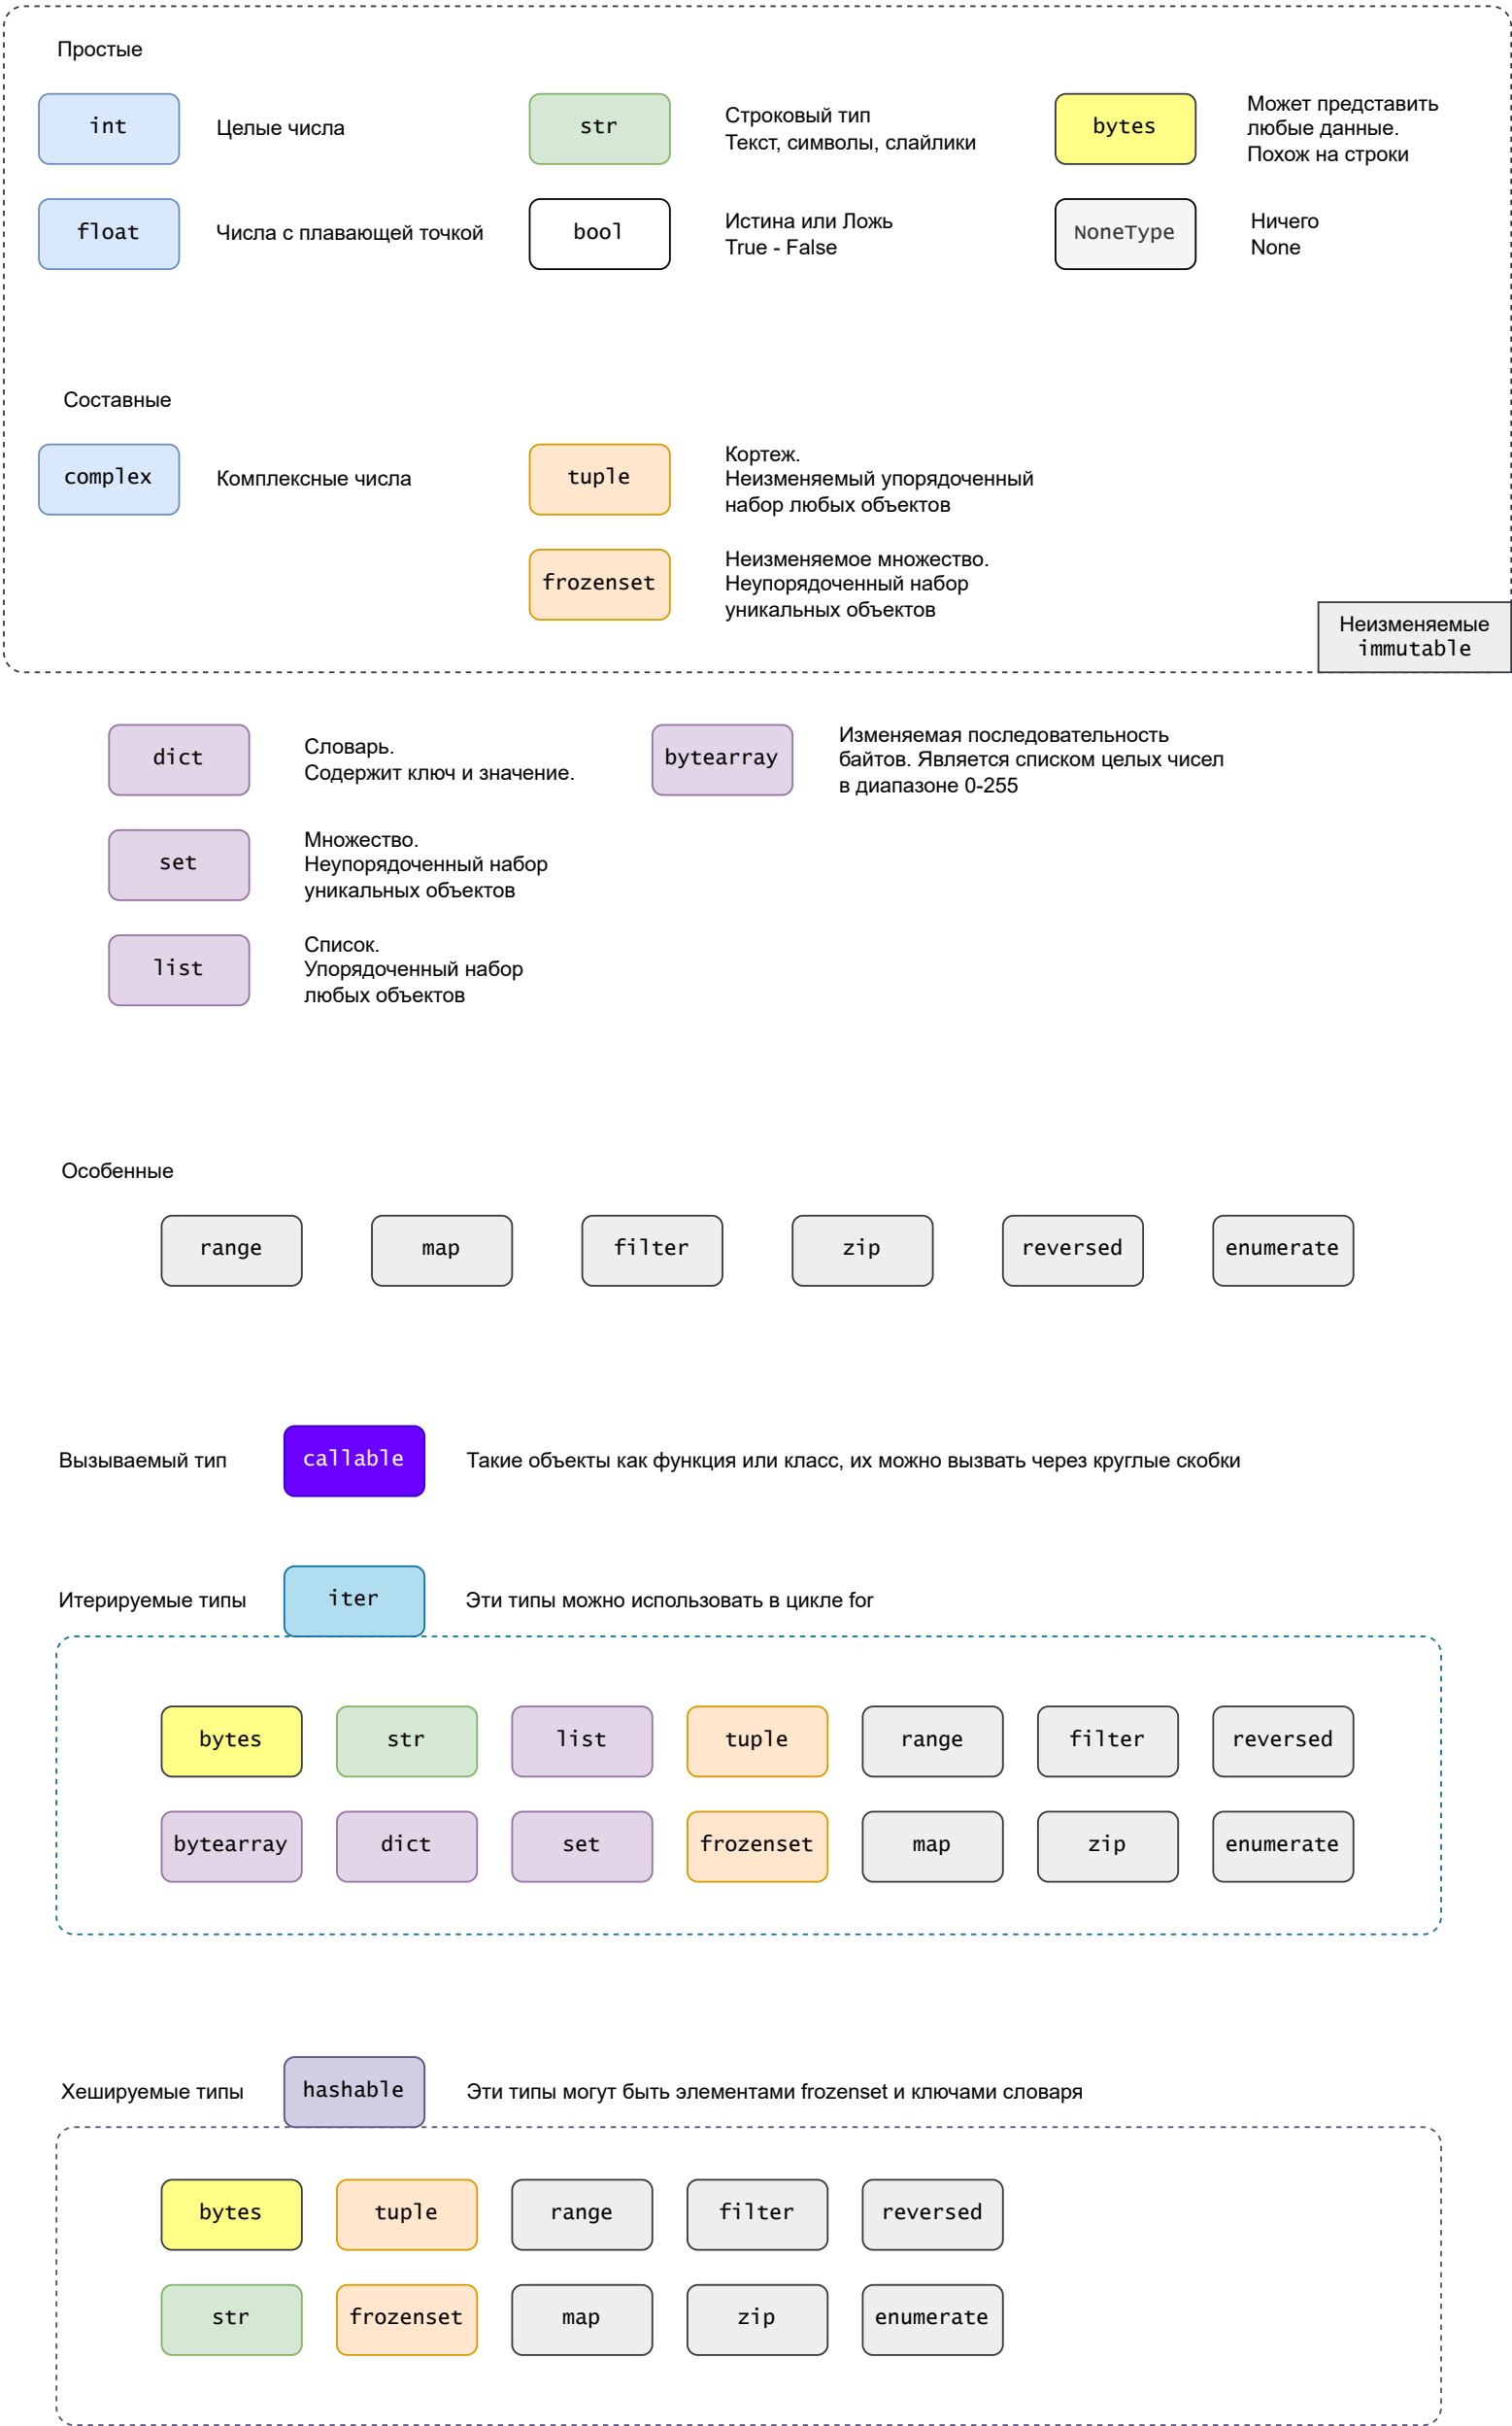 Простые
int
Целые числа
str
Строковый тип
Текст, символы, слайлики
bytes
Может представить
любые данные.
Похож на строки
float
Числа с плавающей точкой
bool
Истина или Ложь
True - False
NoneType
Ничего
None
Составные
complex
Комплексные числа
tuple
Кортеж.
Неизменяемый упорядоченный
набор любых объектов
frozenset
Неизменяемое множество.
Неупорядоченный набор
уникальных объектов
Неизменяемые
immutable
dict
Словарь.
Содержит ключ и значение.
bytearray
Изменяемая последовательность
байтов. Является списком целых чисел
в диапазоне 0-255
set
Множество.
Неупорядоченный набор
уникальных объектов
list
Список.
Упорядоченный набор
любых объектов
Особенные
range
map
filter
zip
reversed
enumerate
Вызываемый тип
callable
Такие объекты как функция или класс, их можно вызвать через круглые скобки
Итерируемые типы
iter
Эти типы можно использовать в цикле for
bytes
str
list
tuple
range
filter
reversed
bytearray
dict
set
frozenset
map
zip
enumerate
Хешируемые типы
hashable
Эти типы могут быть элементами frozenset и ключами словаря
bytes
tuple
range
filter
reversed
str
frozenset
map
zip
enumerate